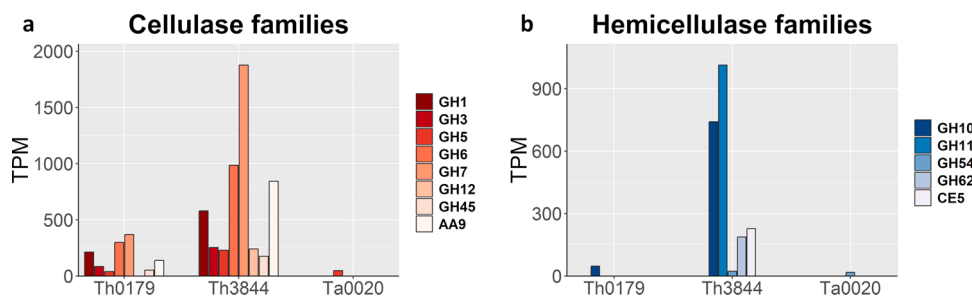 a
Cellulase families
2000
1500
1000
500
0
TPM
Th0179 Th3844 Ta0020
GH1
GH3
GH5
GH6
GH7
GH12
GH45
AA9
b
Hemicellulase families
900
600
300
0
TPM
Th0179 Th3844 Ta0020
GH10
GH11
GH54
GH62
CE5